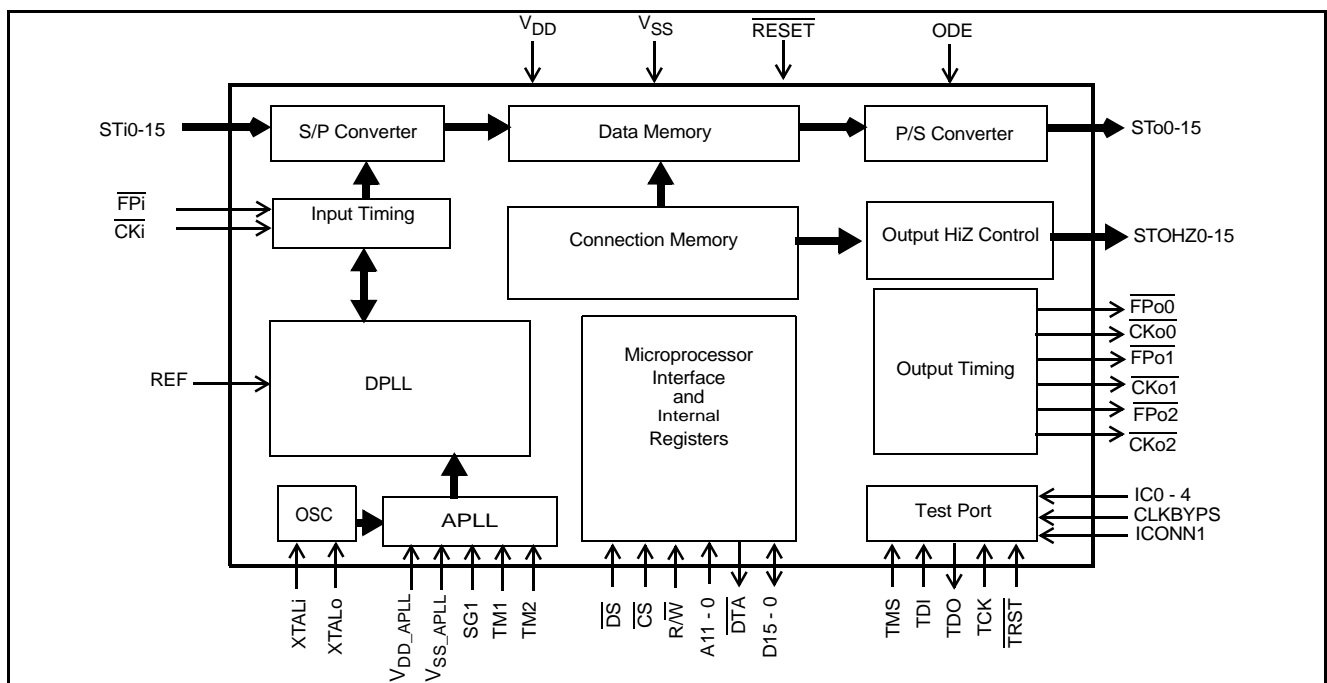 VDD
VSS
RESET
ODE
STi0-15
S/P Converter
Data Memory
P/S Converter
STo0-15
FPi
CKi
Input Timing
Connection Memory
Output HiZ Control
STOHZ0-15
REF
DPLL
Microprocessor
Interface
and
Internal
Registers
Output Timing
FPo0
CKo0
FPo1
CKo1
FPo2
CKo2
OSC
APLL
Test Port
IC0 - 4
CLKBYPS
ICONN1
XTALi
XTALo
VDD_APLL
VSS_APLL
SG1
TM1
TM2
DS
CS
R/W
A11 - 0
DTA
D15 - 0
TMS
TDI
TDO
TCK
TRST